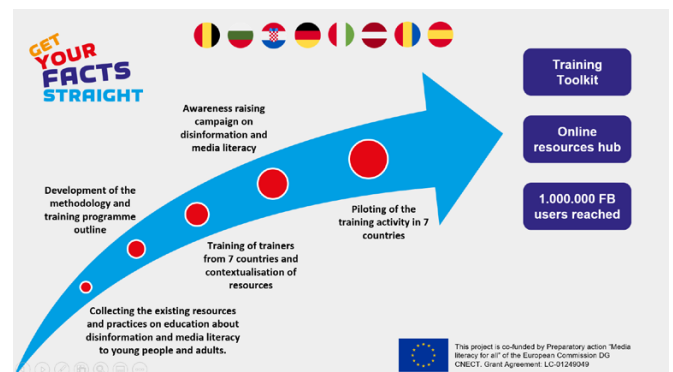 GET
YOUR
FACTS
STRAIGHT
Awareness raising
campaign on
disinformation and
media literacy
Development of the
methodology and
training programme
outline
Piloting of the
training activity in 7
countries
Training of trainers
from 7 countries and
contextualisation of
resources
Collecting the existing resources
and practices on education about
disinformation and media literacy
to young people and adults.
Training
Toolkit
Online
resources hub
1.000.000 FB
users reached
This project is co-funded by Preparatory action "Media
literacy for all" of the European Commission DG
CNECT. Grant Agreement: LC-01249049